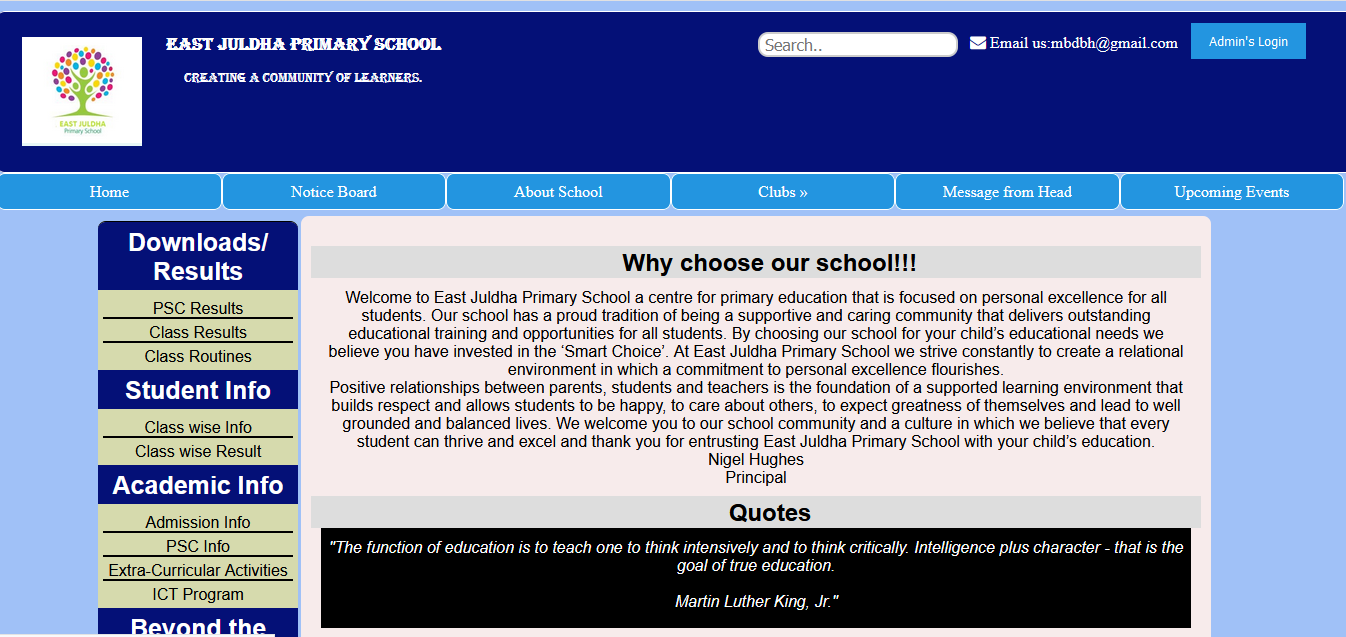 EAST JULDHA PRIMARY SCHOOL
CREATING A COMMUNITY OF LEARNERS.
EAST JULDHA
Primary School
Search..
Email us:mbdbh@gmail.com
Admin's Login
Home
Notice Board
About School
Clubs »
Message from Head
Upcoming Events
Downloads/
Results
PSC Results
Class Results
Class Routines
Student Info
Class wise Info
Class wise Result
Academic Info
Admission Info
PSC Info
Extra-Curricular Activities
ICT Program
Beyond the
Why choose our school!!!
Welcome to East Juldha Primary School a centre for primary education that is focused on personal excellence for all
students. Our school has a proud tradition of being a supportive and caring community that delivers outstanding
educational training and opportunities for all students. By choosing our school for your child’s educational needs we
believe you have invested in the ‘Smart Choice’. At East Juldha Primary School we strive constantly to create a relational
environment in which a commitment to personal excellence flourishes.
Positive relationships between parents, students and teachers is the foundation of a supported learning environment that
builds respect and allows students to be happy, to care about others, to expect greatness of themselves and lead to well
grounded and balanced lives. We welcome you to our school community and a culture in which we believe that every
student can thrive and excel and thank you for entrusting East Juldha Primary School with your child’s education.
Nigel Hughes
Principal
Quotes
"The function of education is to teach one to think intensively and to think critically. Intelligence plus character - that is the
goal of true education.
Martin Luther King, Jr."